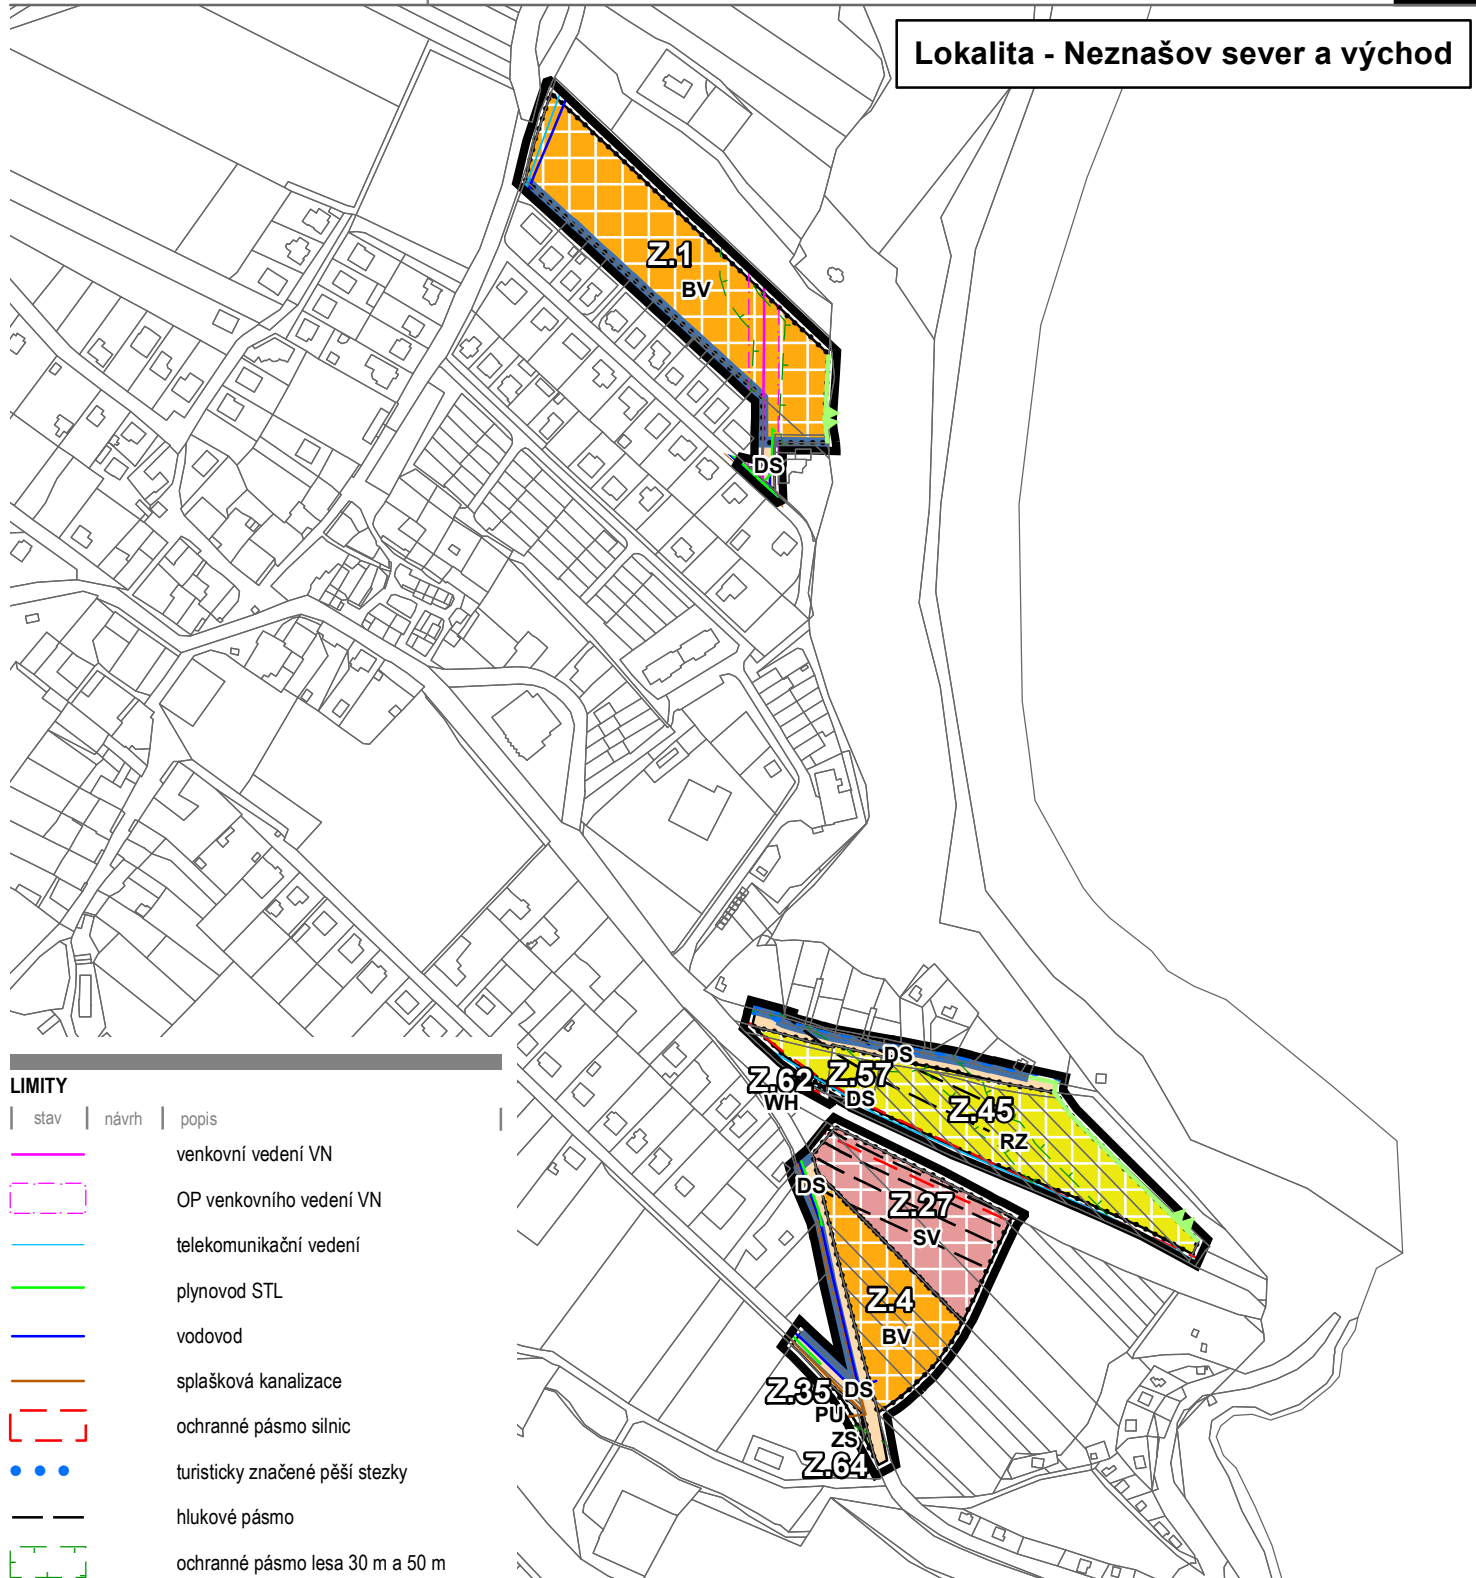 Lokalita - Neznašov sever a východ
Z.1
BV
DS
DS
Z.62
Z.57
WH
DS
Z.45
RZ
DS
Z.27
SV
Z.4
BV
Z.35
DS
PU
ZS
Z.64
LIMITY
stav návrh popis
venkovní vedení VN
OP venkovního vedení VN
telekomunikační vedení
plynovod STL
vodovod
splašková kanalizace
ochranné pásmo silnic
turisticky značené pěší stezky
hlukové pásmo
ochranné pásmo lesa 30 m a 50 m